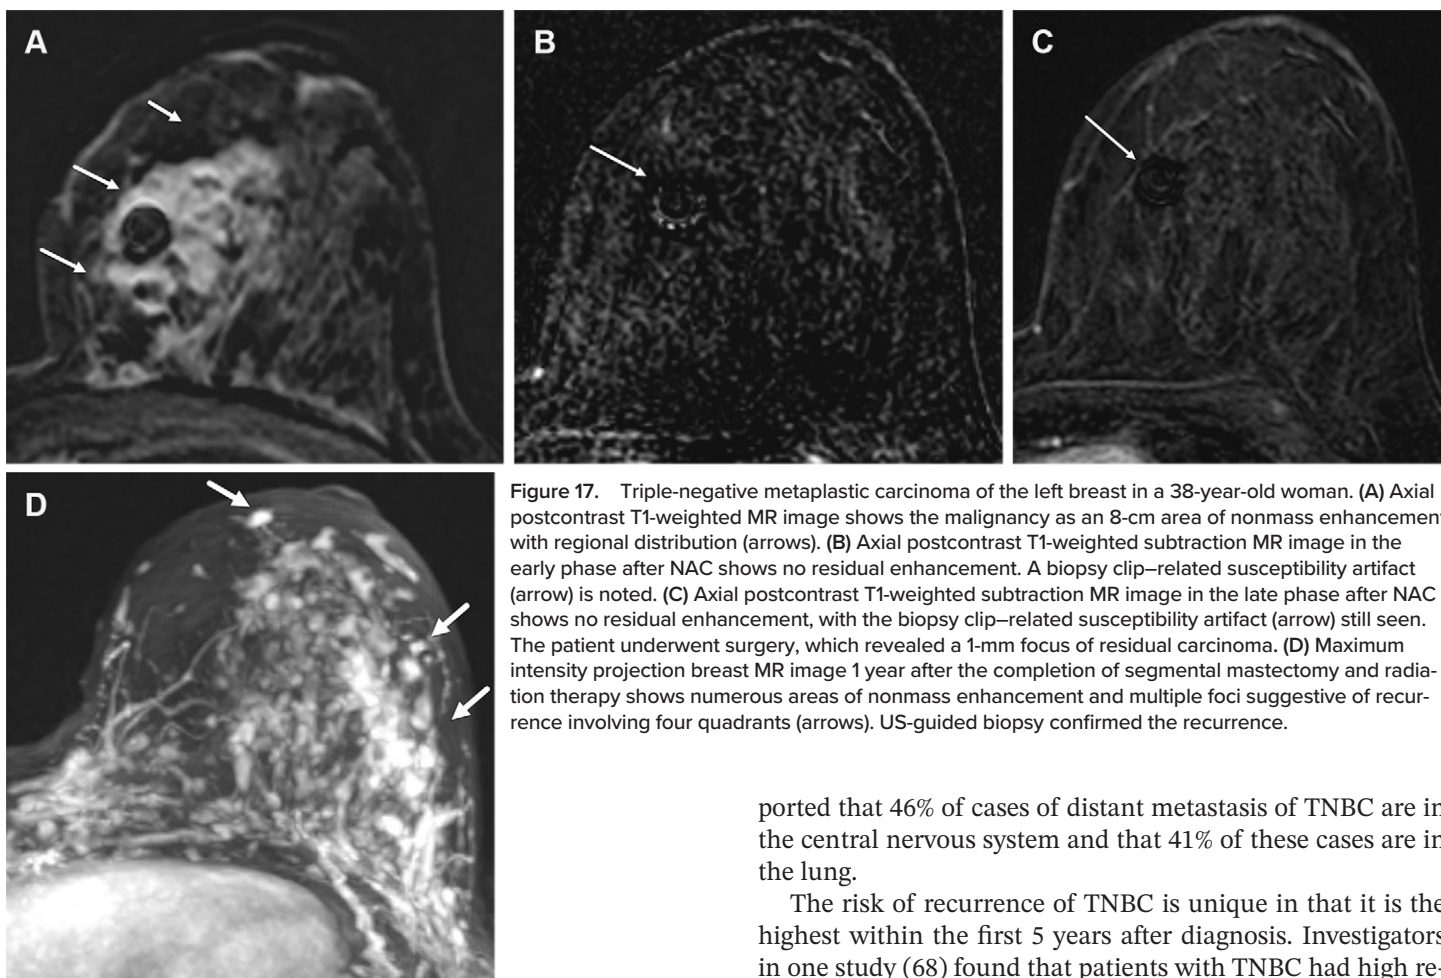 A
B
C
D
Figure 17. Triple-negative metaplastic carcinoma of the left breast in a 38-year-old woman. (A) Axial
postcontrast T1-weighted MR image shows the malignancy as an 8-cm area of nonmass enhancement
with regional distribution (arrows). (B) Axial postcontrast T1-weighted subtraction MR image in the
early phase after NAC shows no residual enhancement. A biopsy clip–related susceptibility artifact
(arrow) is noted. (C) Axial postcontrast T1-weighted subtraction MR image in the late phase after NAC
shows no residual enhancement, with the biopsy clip–related susceptibility artifact (arrow) still seen.
The patient underwent surgery, which revealed a 1-mm focus of residual carcinoma. (D) Maximum
intensity projection breast MR image 1 year after the completion of segmental mastectomy and radia-
tion therapy shows numerous areas of nonmass enhancement and multiple foci suggestive of recur-
rence involving four quadrants (arrows). US-guided biopsy confirmed the recurrence.
ported that 46% of cases of distant metastasis of TNBC are in
the central nervous system and that 41% of these cases are in
the lung.
The risk of recurrence of TNBC is unique in that it is the
highest within the first 5 years after diagnosis. Investigators
in one study (68) found that patients with TNBC had high re-